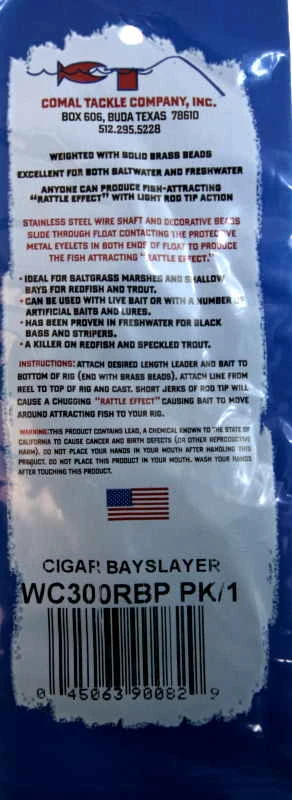 CT
COMAL TACKLE COMPANY, INC.
BOX 606, BUDA TEXAS 78610
512.295.5228
WEIGHTED WITH SOLID BRASS BEADS
EXCELLENT FOR BOTH SALTWATER AND FRESHWATER
ANYONE CAN PRODUCE FISH-ATTRACTING
"RATTLE EFFECT" WITH LIGHT ROD TIP ACTION
STAINLESS STEEL WIRE SHAFT AND DECORATIVE BEADS
SLIDE THROUGH FLOAT CONTACTING THE PROTECTIVE
METAL EYELETS IN BOTH ENDS OF FLOAT TO PRODUCE
THE FISH ATTRACTING "RATTLE EFFECT."
• IDEAL FOR SALTGRASS MARSHES AND SHALLOW
BAYS FOR REDFISH AND TROUT.
• CAN BE USED WITH LIVE BAIT OR WITH A NUMBER OF
ARTIFICIAL BAITS AND LURES.
• HAS BEEN PROVEN IN FRESHWATER FOR BLACK
BASS AND STRIPERS.
• A KILLER ON REDFISH AND SPECKLED TROUT.
INSTRUCTIONS: ATTACH DESIRED LENGTH LEADER AND BAIT TO
BOTTOM OF RIG (END WITH BRASS BEADS). ATTACH LINE FROM
REEL TO TOP OF RIG AND CAST. SHORT JERKS OF ROD TIP WILL
CAUSE A CHUGGING "RATTLE EFFECT" CAUSING BAIT TO MOVE
AROUND ATTRACTING FISH TO YOUR RIG.
WARNING: THIS PRODUCT CONTAINS LEAD, A CHEMICAL KNOWN TO THE STATE OF
CALIFORNIA TO CAUSE CANCER AND BIRTH DEFECTS (OR OTHER REPRODUCTIVE
HARM). DO NOT PLACE YOUR HANDS IN YOUR MOUTH AFTER HANDLING THIS
PRODUCT. DO NOT PLACE THIS PRODUCT IN YOUR MOUTH. WASH YOUR HANDS
AFTER TOUCHING THIS PRODUCT.
CIGAR BAYSLAYER
WC300RBP PK/1
0 45063 90082 9